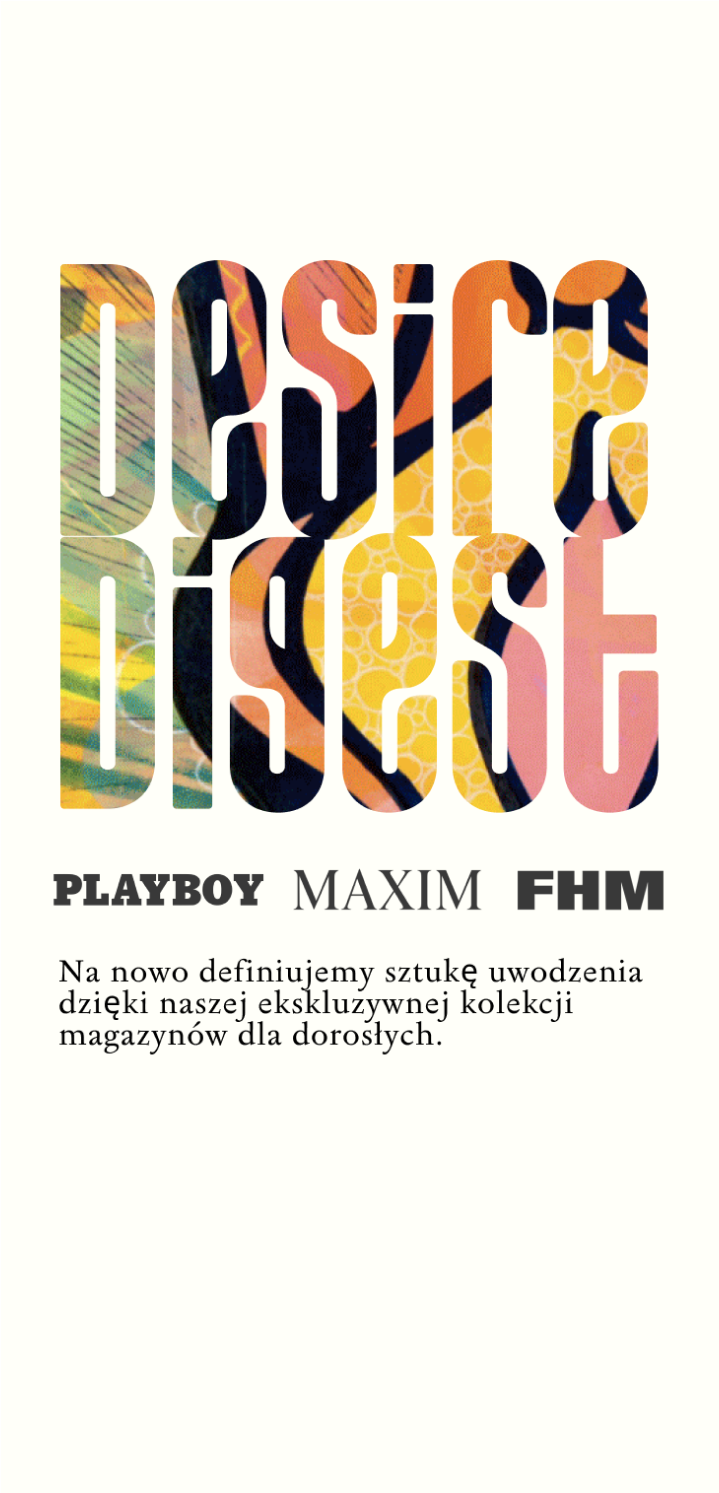 Desire
Digest
PLAYBOY MAXIM FHM
Na nowo definiujemy sztukę uwodzenia
dzięki naszej ekskluzywnej kolekcji
magazynów dla dorosłych.